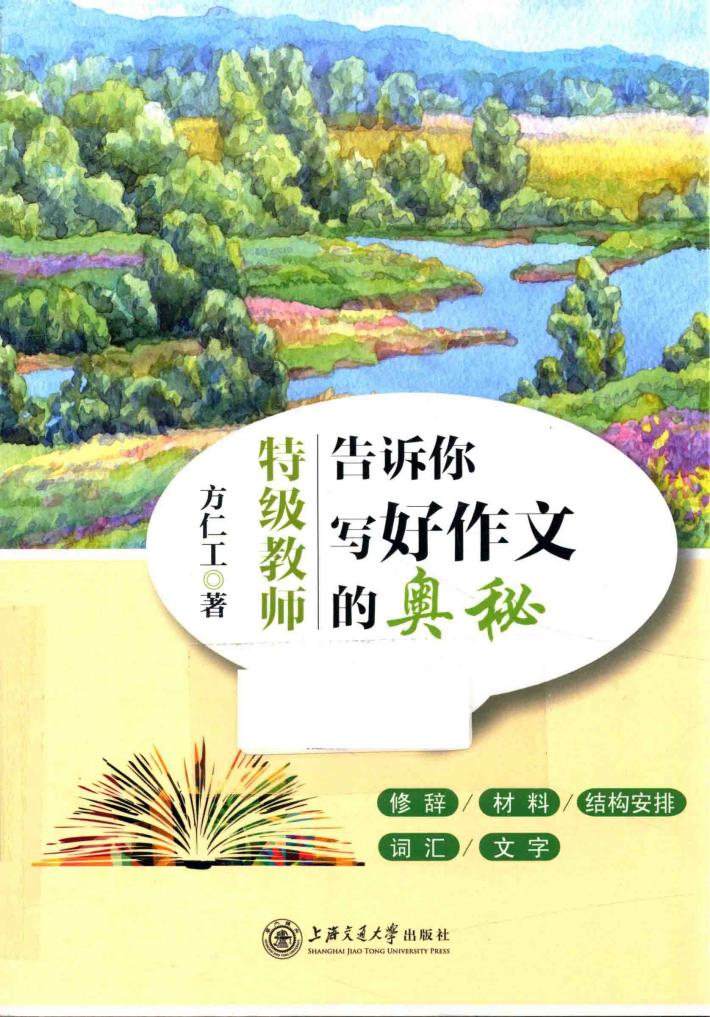 特级教师
告诉你
写好作文
的奥秘
方仁工◎著
修辞/材料/结构安排
词汇/文字
上海交通大学出版社
SHANGHAI JIAO TONG UNIVERSITY PRESS